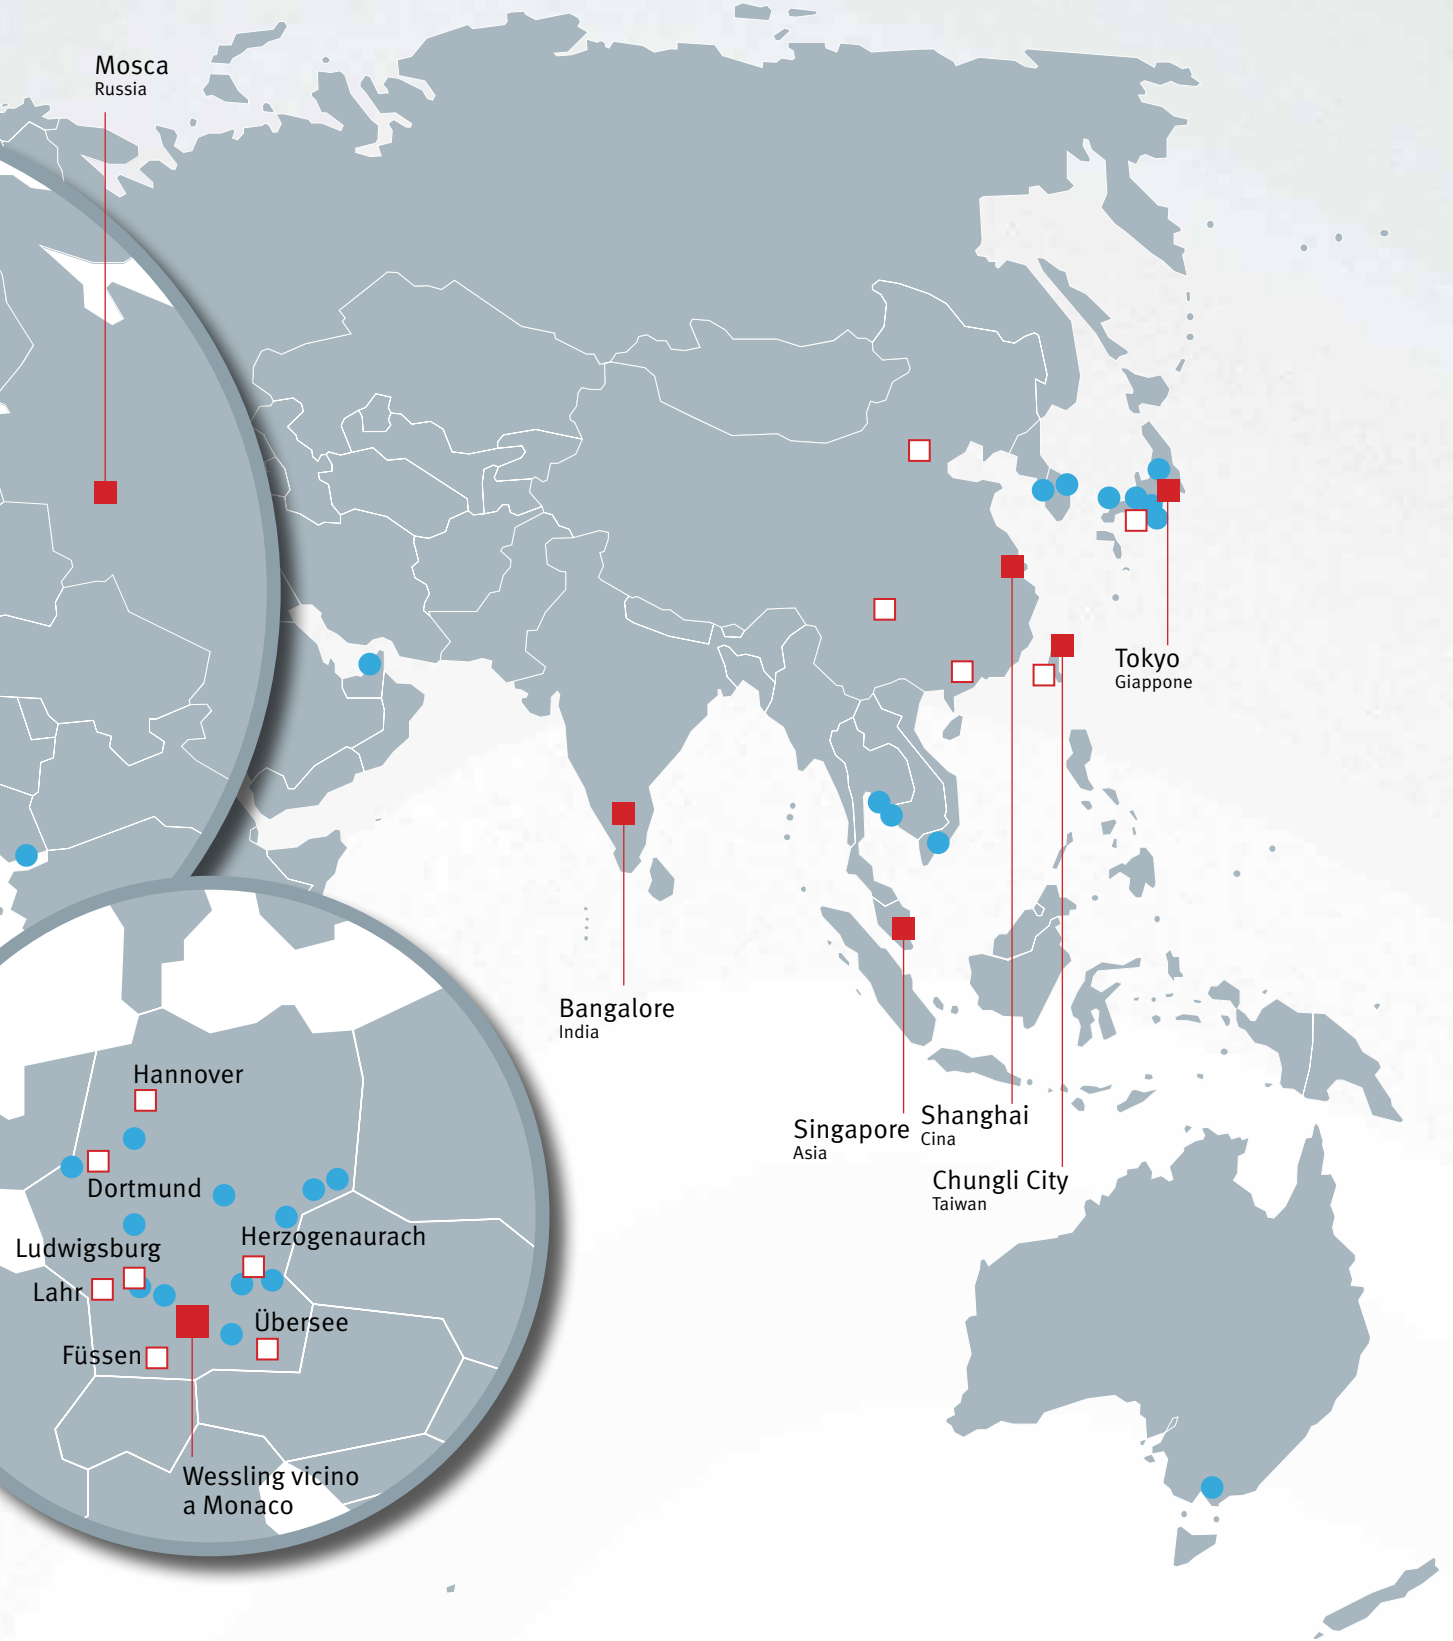 Mosca
Russia
Tokyo
Giappone
Bangalore
India
Singapore
Asia
Shanghai
Cina
Chungli City
Taiwan
Hannover
Dortmund
Herzogenaurach
Ludwigsburg
Lahr
Übersee
Füssen
Wessling vicino
a Monaco